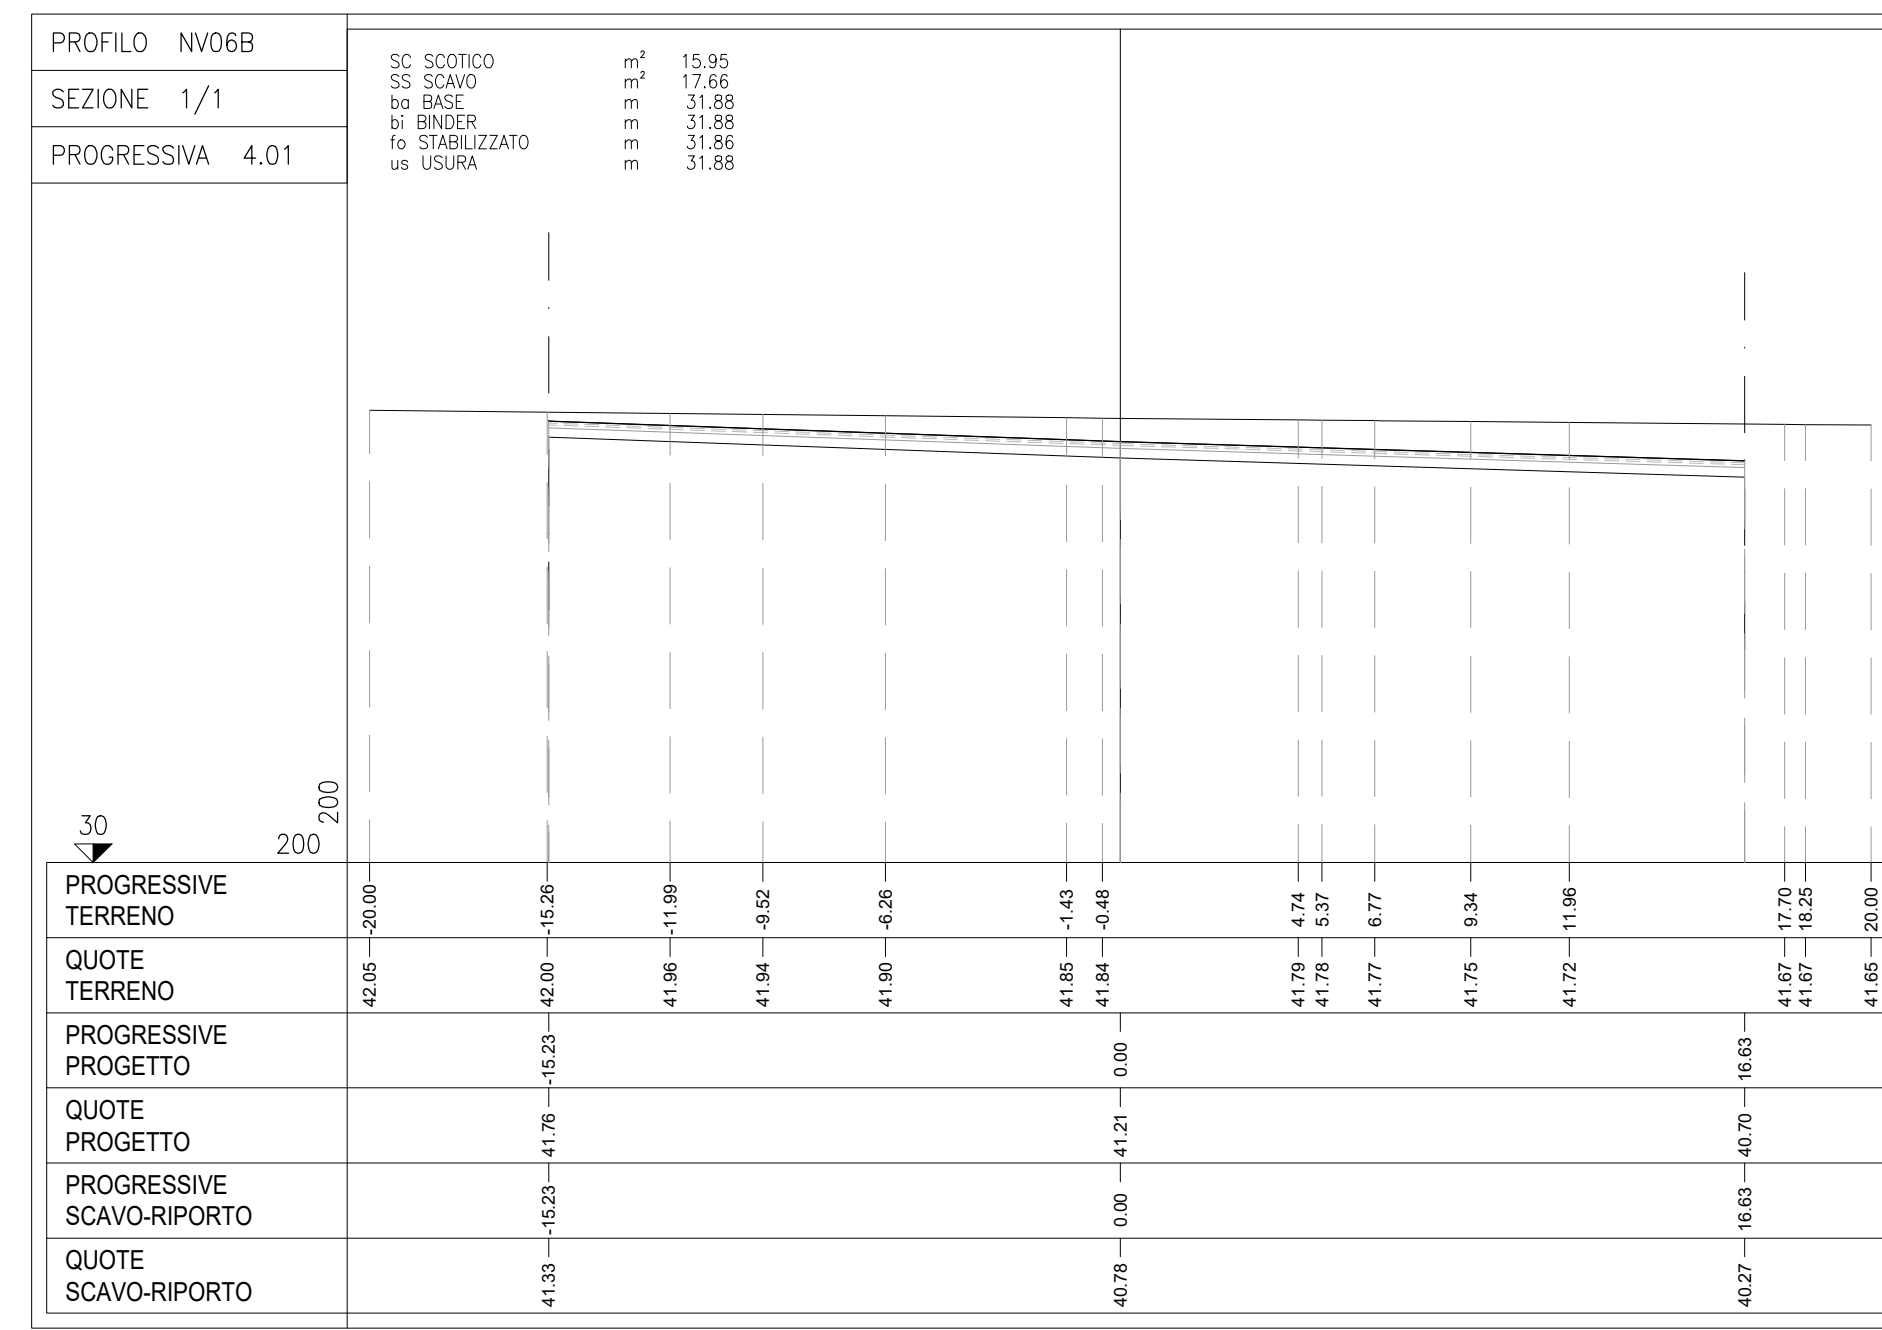 PROFILO NV06B
SEZIONE 1/1
PROGRESSIVA 4.01
SC SCOTICO m² 15.95
SS SCAVO m² 17.66
ba BASE m 31.88
bi BINDER m 31.88
fo STABILIZZATO m 31.86
us USURA m 31.88
30
200
200
PROGRESSIVE
TERRENO
-20.00 -15.26 -11.99 -9.52 -6.26 -1.43 -0.48 4.74 5.37 6.77 9.34 11.96 17.70 18.25 20.00
QUOTE
TERRENO
42.05 42.00 41.96 41.94 41.90 41.85 41.84 41.79 41.78 41.77 41.75 41.72 41.67 41.67 41.65
PROGRESSIVE
PROGETTO
-15.23 0.00 16.63
QUOTE
PROGETTO
41.76 41.21 40.70
PROGRESSIVE
SCAVO-RIPORTO
-15.23 0.00 16.63
QUOTE
SCAVO-RIPORTO
41.33 40.78 40.27